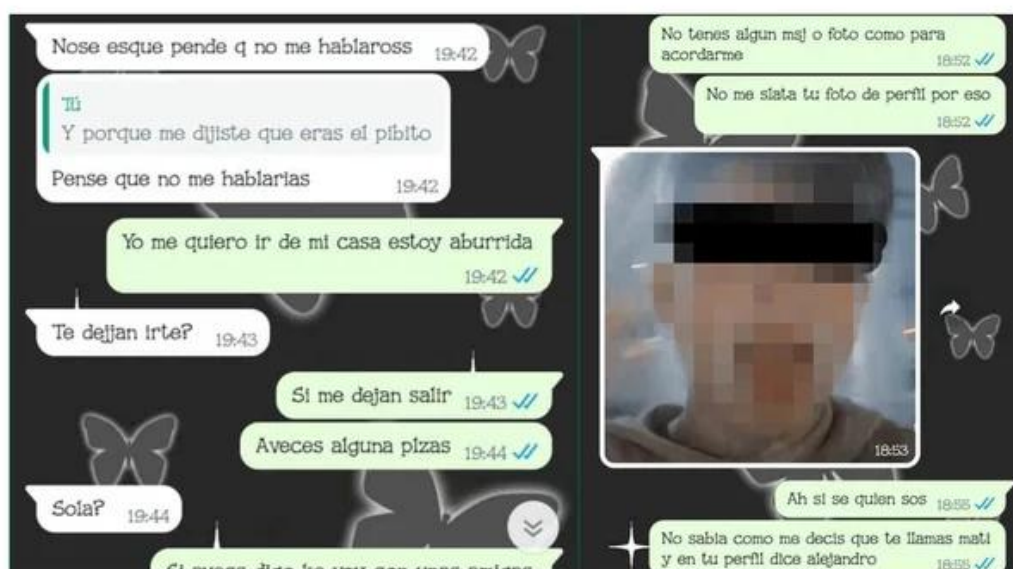 Nose esque pende q no me hablaross 19:42
Tú
Y porque me dijiste que eras el pibito
Pense que no me hablarias 19:42
Yo me quiero ir de mi casa estoy aburrida
19:42
Te dejjan irte? 19:43
Si me dejan salir 19:43
Aveces alguna plzas 19:44
Sola? 19:44
No tenes algun msj o foto como para
acordarme 18:52
No me slata tu foto de perfil por eso
18:52
18:53
Ah si se quien sos 18:55
No sabia como me decis que te llamas mati
y en tu perfil dice alejandro 18:55